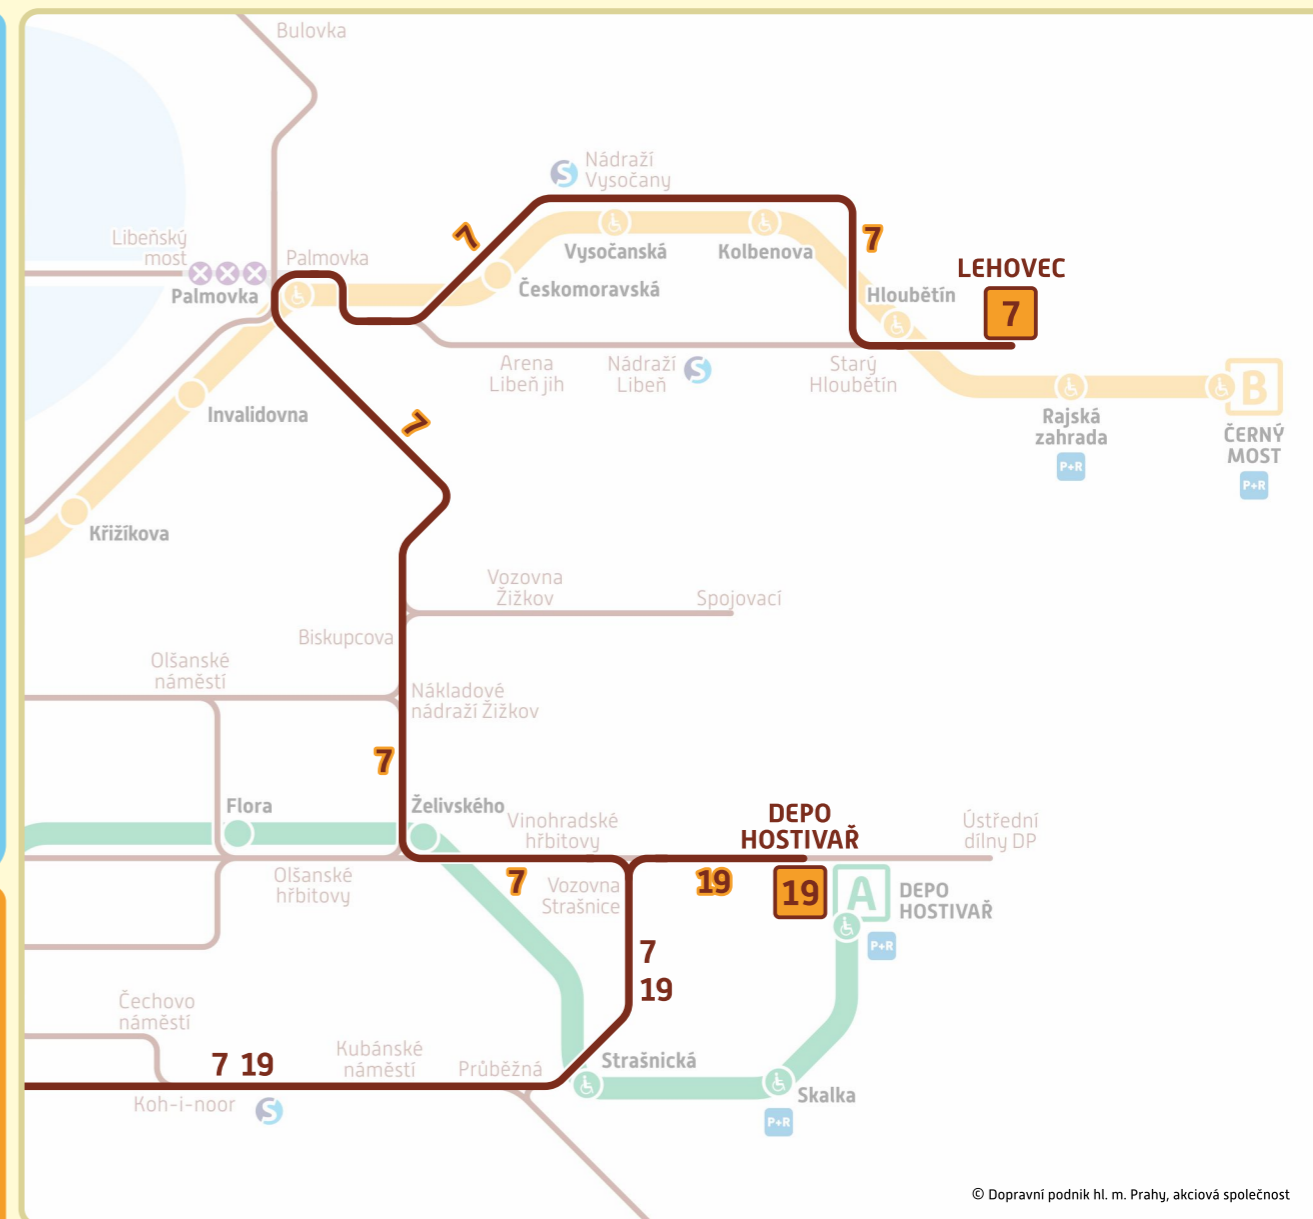 Bulovka
Nádraží
Vysočany
S
7
7
Libeňský
most
Palmovka
Palmovka
Vysočanská
Kolbenova
Českomoravská
LEHOVEC
7
Hloubětín
Arena
Libeň jih
Nádraží
Libeň
S
Starý
Hloubětín
B
Rajská
zahrada
P+R
ČERNÝ
MOST
P+R
Invalidovna
7
Křižíkova
Vozovna
Žižkov
Spojovací
Biskupcova
Olšanské
náměstí
Nákladové
nádraží Žižkov
7
Flora
Želivského
Vinohradské
hřbitovy
DEPO
HOSTIVAŘ
Ústřední
dílny DP
Olšanské
hřbitovy
7
Vozovna
Strašnice
19
19
A
DEPO
HOSTIVAŘ
P+R
7
19
Čechovo
náměstí
7 19
Kubánské
náměstí
Průběžná
Strašnická
Koh-i-noor
S
Skalka
P+R
© Dopravní podnik hl. m. Prahy, akciová společnost